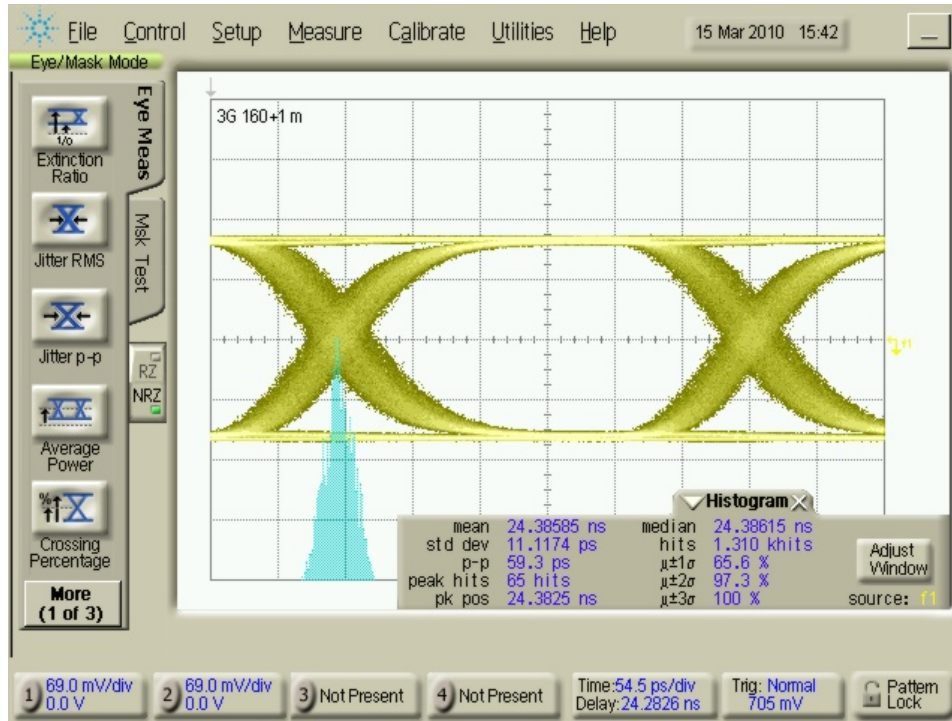 File Control Setup Measure Calibrate Utilities Help 15 Mar 2010 15:42
Eye/Mask Mode
Eye Meas
Msk Test
1/0
Extinction
Ratio
Jitter RMS
Jitter p-p
RZ
NRZ
Average
Power
%
Crossing
Percentage
More
(1 of 3)
3G 160+1 m
f1
Histogram
mean 24.38585 ns median 24.38615 ns
std dev 11.1174 ps hits 1.310 khits
p-p 59.3 ps µ±1σ 65.6 %
peak hits 65 hits µ±2σ 97.3 %
pk pos 24.3825 ns µ±3σ 100 %
Adjust
Window
source: f1
1 69.0 mV/div
0.0 V
2 69.0 mV/div
0.0 V
3 Not Present
4 Not Present
Time:54.5 ps/div
Delay:24.2826 ns
Trig: Normal
705 mV
Pattern
Lock